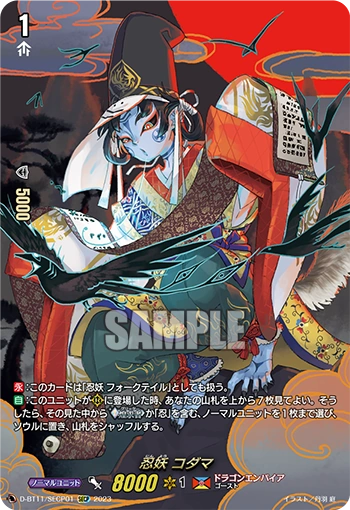 1
5000
SAMPLE
永:このカードは「忍妖 フォークテイル」としても扱う。
自:このユニットがRに登場した時、あなたの山札を上から7枚見てよい。そ
うしたら、その見た中から か「忍」を含む、ノーマルユニットを1枚まで選び、
ソウルに置き、山札をシャッフルする。
忍妖 コダマ
ノーマルユニット
8000 1
ドラゴンエンパイア
ゴースト
D-BT11/SECP01 2023
イラスト/丹羽 庭